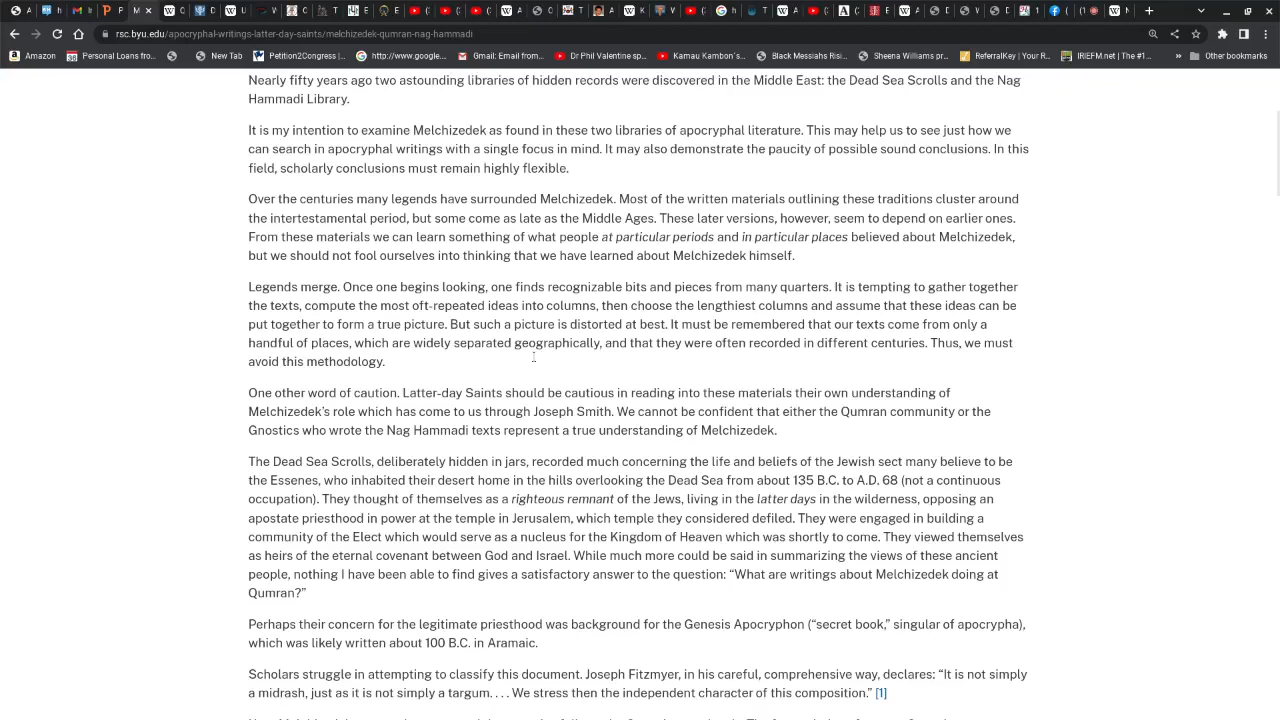 A
h
M
Ir
P
M
Q
D
U
T
E
(
(
(
A
C
T
A
K
V
(
h
T
A
(
A
E
W
D
V
D
1
(
(
N
rsc.byu.edu/apocryphal-writings-latter-day-saints/melchizedek-qumran-nag-hammadi
Amazon
Personal Loans fro...
New Tab
Petition2Congress (...
http://www.google...
Gmail: Email from...
Dr Phil Valentine sp...
Kamau Kambon's...
Black Messiahs Risi...
Sheena Williams pr...
ReferralKey | Your R...
IRIEFM.net | The #1...
»
Other bookmarks
Nearly fifty years ago two astounding libraries of hidden records were discovered in the Middle East: the Dead Sea Scrolls and the Nag
Hammadi Library.
It is my intention to examine Melchizedek as found in these two libraries of apocryphal literature. This may help us to see just how we
can search in apocryphal writings with a single focus in mind. It may also demonstrate the paucity of possible sound conclusions. In this
field, scholarly conclusions must remain highly flexible.
Over the centuries many legends have surrounded Melchizedek. Most of the written materials outlining these traditions cluster around
the intertestamental period, but some come as late as the Middle Ages. These later versions, however, seem to depend on earlier ones.
From these materials we can learn something of what people at particular periods and in particular places believed about Melchizedek,
but we should not fool ourselves into thinking that we have learned about Melchizedek himself.
Legends merge. Once one begins looking, one finds recognizable bits and pieces from many quarters. It is tempting to gather together
the texts, compute the most oft-repeated ideas into columns, then choose the lengthiest columns and assume that these ideas can be
put together to form a true picture. But such a picture is distorted at best. It must be remembered that our texts come from only a
handful of places, which are widely separated geographically, and that they were often recorded in different centuries. Thus, we must
avoid this methodology.
One other word of caution. Latter-day Saints should be cautious in reading into these materials their own understanding of
Melchizedek's role which has come to us through Joseph Smith. We cannot be confident that either the Qumran community or the
Gnostics who wrote the Nag Hammadi texts represent a true understanding of Melchizedek.
The Dead Sea Scrolls, deliberately hidden in jars, recorded much concerning the life and beliefs of the Jewish sect many believe to be
the Essenes, who inhabited their desert home in the hills overlooking the Dead Sea from about 135 B.C. to A.D. 68 (not a continuous
occupation). They thought of themselves as a righteous remnant of the Jews, living in the latter days in the wilderness, opposing an
apostate priesthood in power at the temple in Jerusalem, which temple they considered defiled. They were engaged in building a
community of the Elect which would serve as a nucleus for the Kingdom of Heaven which was shortly to come. They viewed themselves
as heirs of the eternal covenant between God and Israel. While much more could be said in summarizing the views of these ancient
people, nothing I have been able to find gives a satisfactory answer to the question: “What are writings about Melchizedek doing at
Qumran?”
Perhaps their concern for the legitimate priesthood was background for the Genesis Apocryphon (“secret book,” singular of apocrypha),
which was likely written about 100 B.C. in Aramaic.
Scholars struggle in attempting to classify this document. Joseph Fitzmyer, in his careful, comprehensive way, declares: “It is not simply
a midrash, just as it is not simply a targum. . . . We stress then the independent character of this composition.” [1]